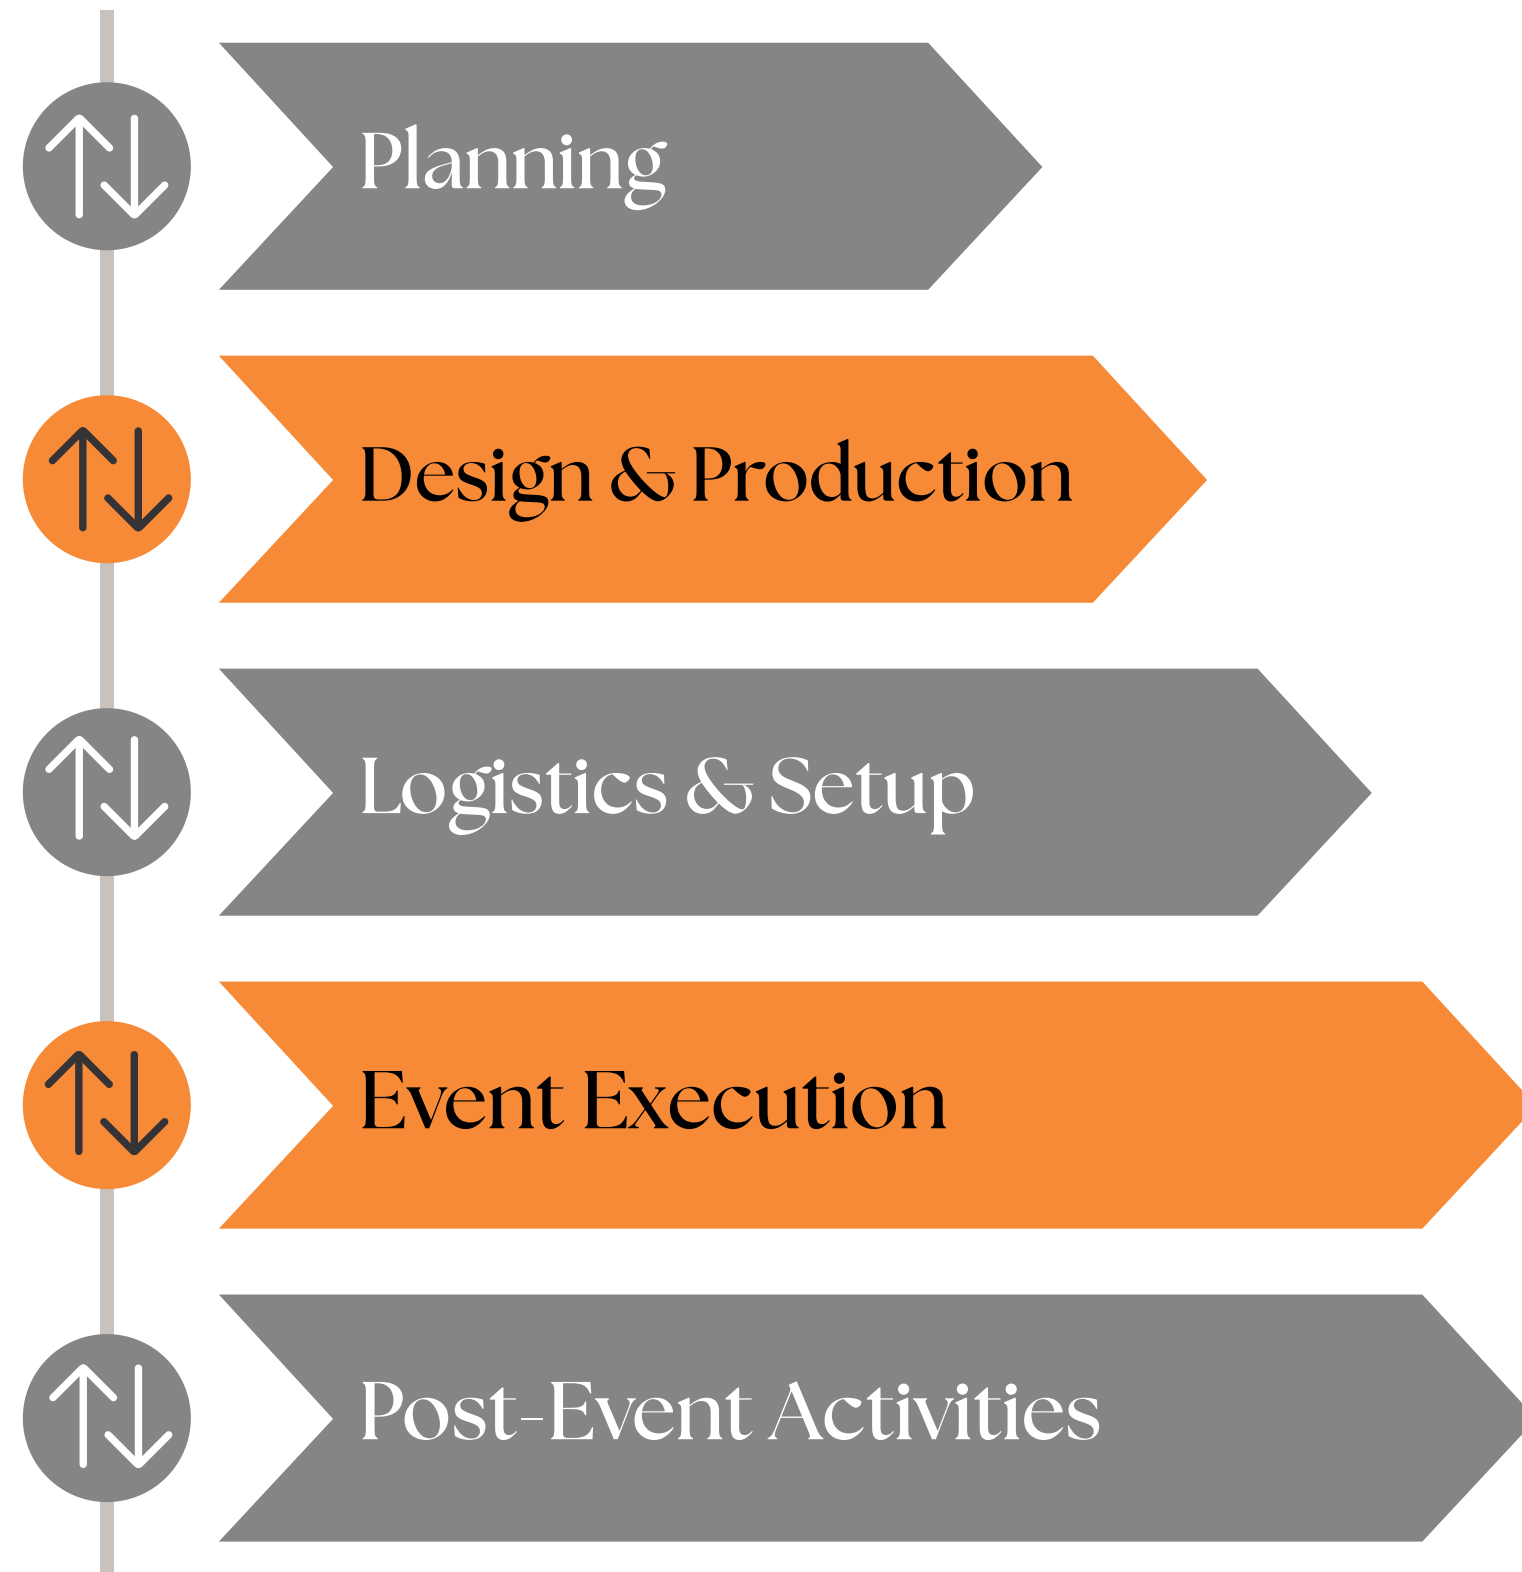 Planning
Design & Production
Logistics & Setup
Event Execution
Post-Event Activities